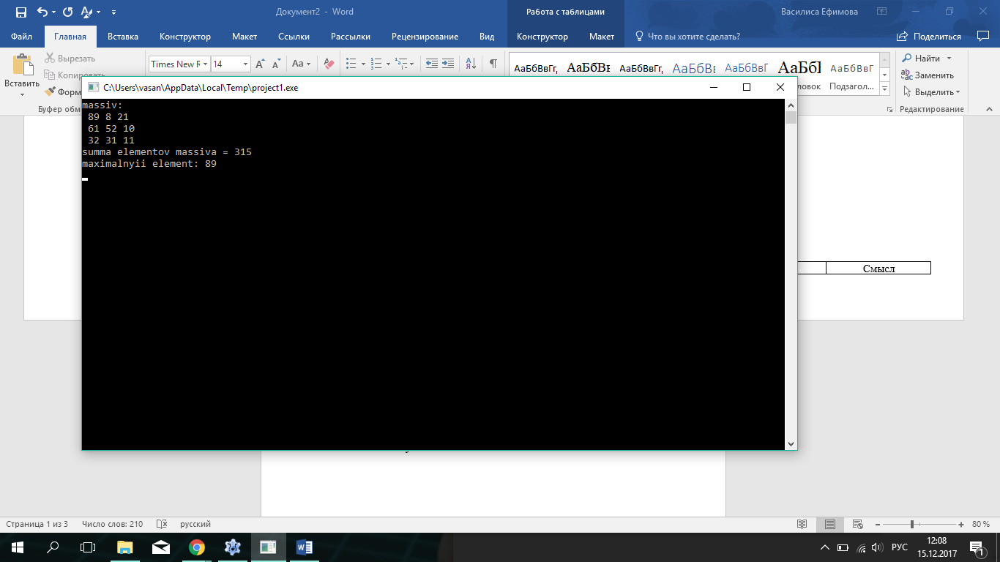 Документ2 - Word
Работа с таблицами
Василиса Ефимова
Файл
Главная
Вставка
Конструктор
Макет
Ссылки
Рассылки
Рецензирование
Вид
Конструктор
Макет
Что вы хотите сделать?
Поделиться
Вставить
Вырезать
Копировать
Форм
Буфер обм
Times New F
14
Aa
АаБбВвГг,
АаБбВв
АаБбВвГг,
АаБбВв
АаБбВвГ
АаБб
АаБбВвГ
ловок
Подзагол...
Найти
Заменить
Выделить
Редактирование
C:\Users\vasan\AppData\Local\Temp\project1.exe
massiv:
89 8 21
61 52 10
32 31 11
summa elementov massiva = 315
maximalnyii element: 89
Смысл
Страница 1 из 3
Число слов: 210
русский
80 %
РУС
12:08
15.12.2017
1